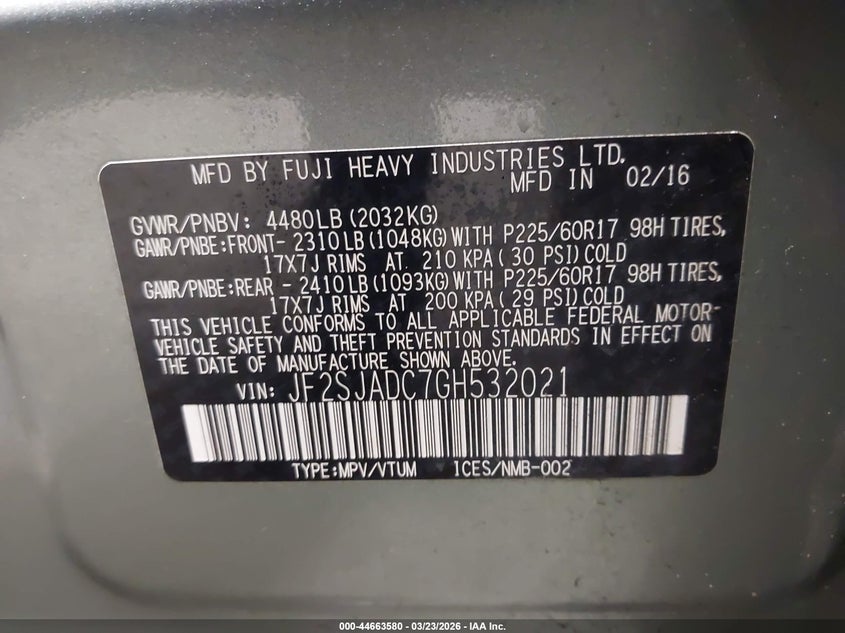 MFD BY FUJI HEAVY INDUSTRIES LTD.
MFD IN 02/16
GVWR/PNBV: 4480LB (2032KG)
GAWR/PNBE:FRONT- 2310LB (1048KG) WITH P225/60R17 98H TIRES,
17X7J RIMS AT 210 KPA ( 30 PSI) COLD
GAWR/PNBE:REAR - 2410LB (1093KG) WITH P225/60R17 98H TIRES,
17X7J RIMS AT 200 KPA ( 29 PSI) COLD
THIS VEHICLE CONFORMS TO ALL APPLICABLE FEDERAL MOTOR-
VEHICLE SAFETY AND THEFT PREVENTION STANDARDS IN EFFECT ON
THE DATE OF MANUFACTURE SHOWN ABOVE.
VIN: JF2SJADC7GH532021
TYPE:MPV/VTUM ICES/NMB-002
000-44663580 - 03/23/2026 - IAA Inc.